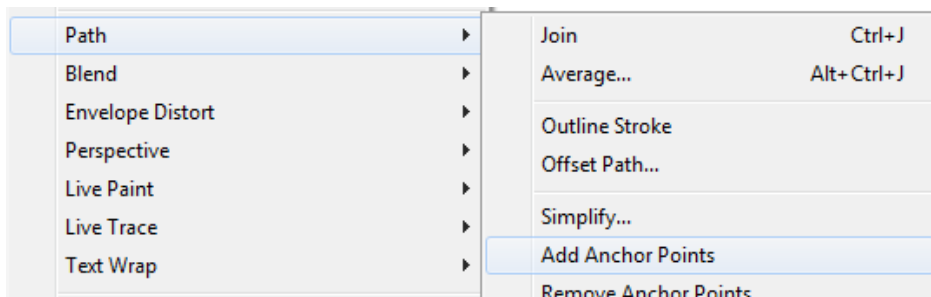 Path
Blend
Envelope Distort
Perspective
Live Paint
Live Trace
Text Wrap
Join Ctrl+J
Average... Alt+Ctrl+J
Outline Stroke
Offset Path...
Simplify...
Add Anchor Points
Remove Anchor Points